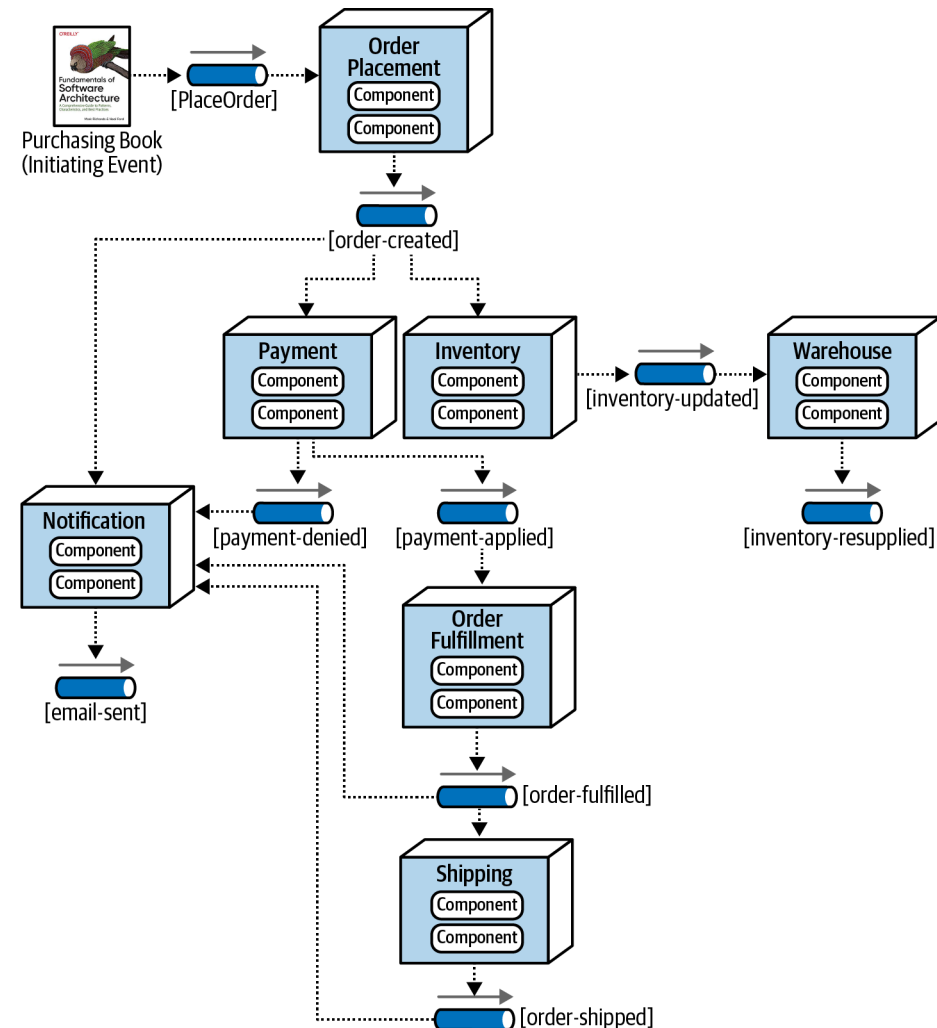 O'REILLY
Fundamentals of
Software
Architecture
Purchasing Book
(Initiating Event)
[PlaceOrder]
Order
Placement
Component
Component
[order-created]
Payment
Component
Component
Inventory
Component
Component
[inventory-updated]
Warehouse
Component
Component
Notification
Component
Component
[payment-denied]
[payment-applied]
[inventory-resupplied]
Order
Fulfillment
Component
Component
[email-sent]
[order-fulfilled]
Shipping
Component
Component
[order-shipped]